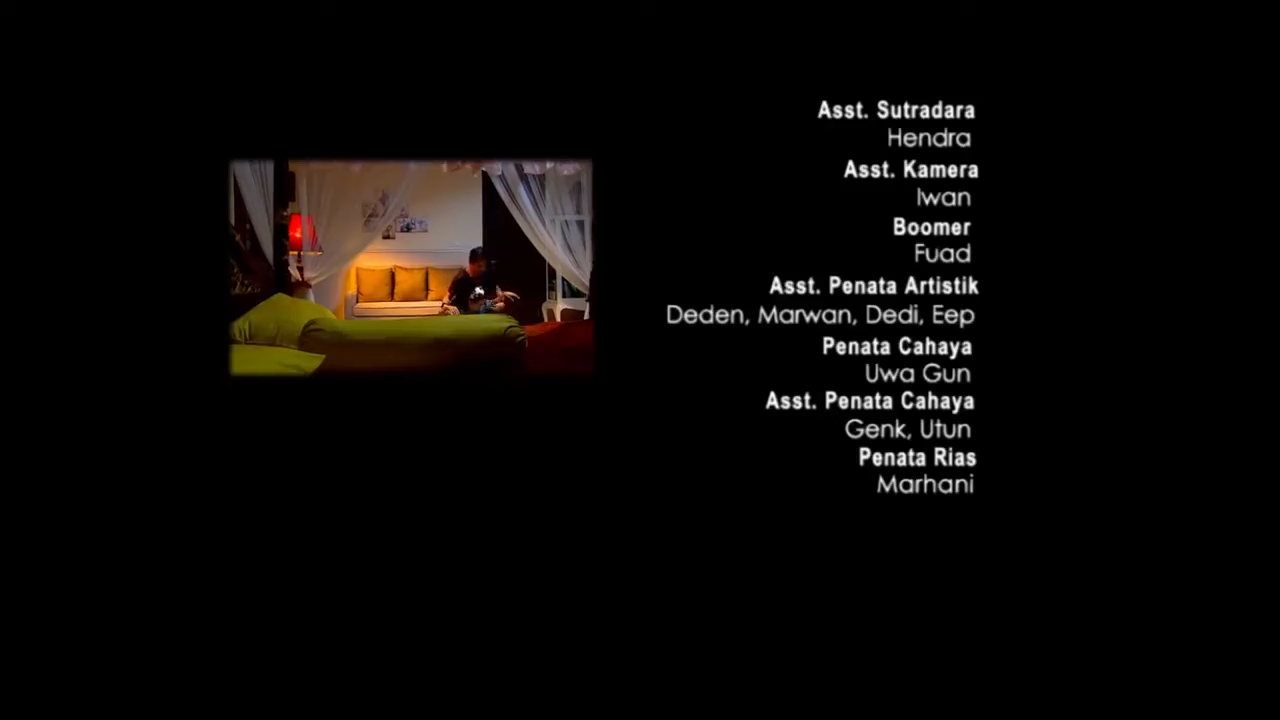 Asst. Sutradara
Hendra
Asst. Kamera
Iwan
Boomer
Fuad
Asst. Penata Artistik
Deden, Marwan, Dedi, Eep
Penata Cahaya
Uwa Gun
Asst. Penata Cahaya
Genk, Utun
Penata Rias
Marhani